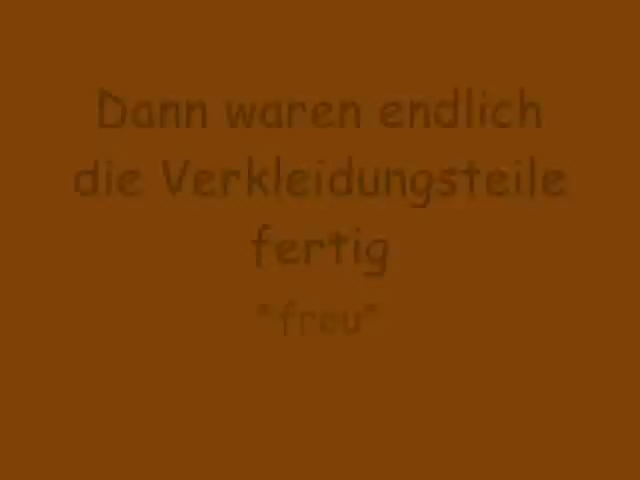 Dann waren endlich
die Verkleidungsteile
fertig
*freu*